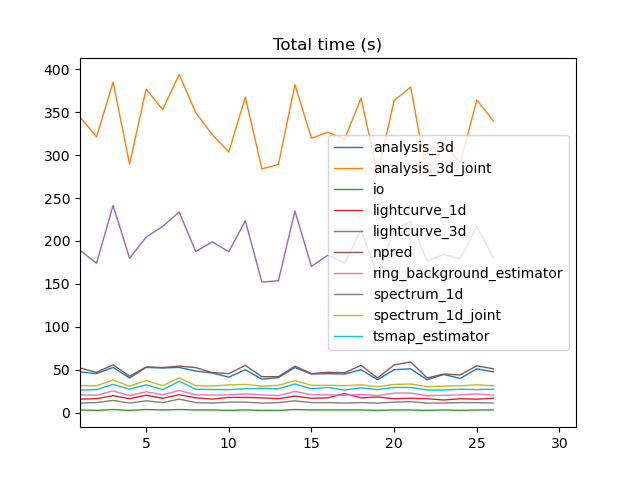 Total time (s)
400
350
300
250
200
150
100
50
0
analysis_3d
analysis_3d_joint
io
lightcurve_1d
lightcurve_3d
npred
ring_background_estimator
spectrum_1d
spectrum_1d_joint
tsmap_estimator
5 10 15 20 25 30